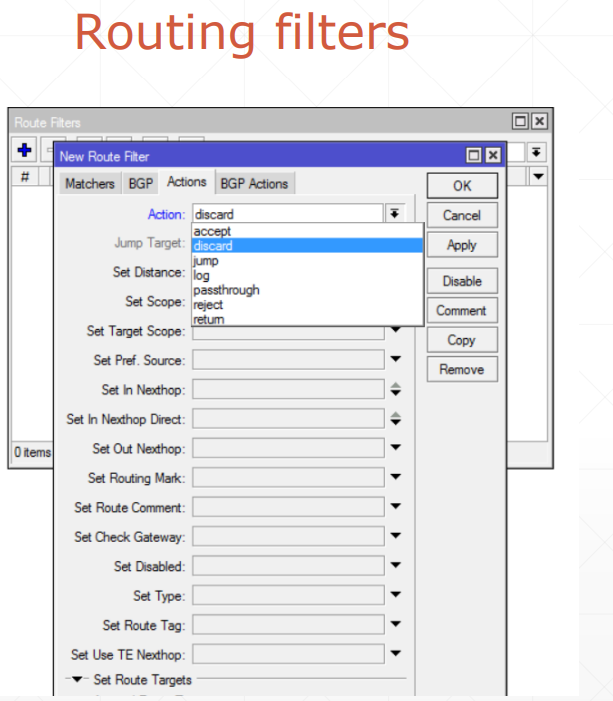 Routing filters
Route Filters
New Route Filter
#
Matchers BGP Actions BGP Actions
OK
Action: discard
Cancel
accept
Jump Target:
discard
Apply
jump
Set Distance:
log
Disable
passthrough
Set Scope:
reject
Comment
return
Set Target Scope:
Copy
Set Pref. Source:
Remove
Set In Nexthop:
Set In Nexthop Direct:
Set Out Nexthop:
0 items
Set Routing Mark:
Set Route Comment:
Set Check Gateway:
Set Disabled:
Set Type:
Set Route Tag:
Set Use TE Nexthop:
Set Route Targets